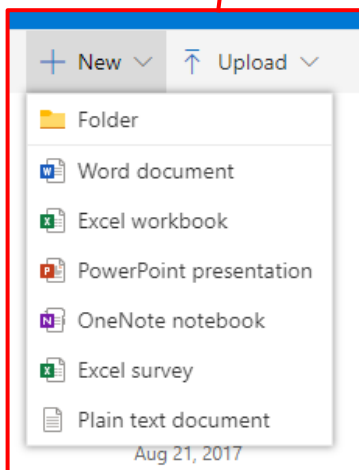 New Upload
Folder
Word document
Excel workbook
PowerPoint presentation
OneNote notebook
Excel survey
Plain text document
Aug 21, 2017